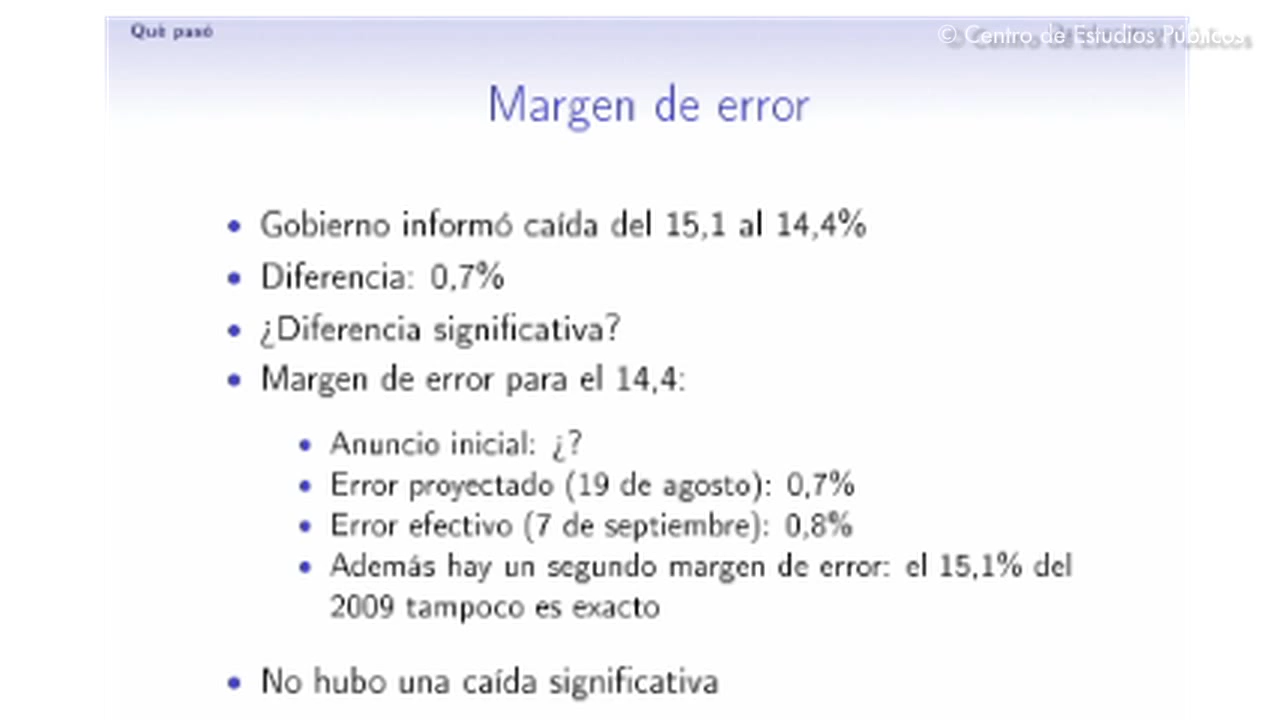 Qué pasó
© Centro de Estudios Públicos
Margen de error
• Gobierno informó caída del 15,1 al 14,4%
• Diferencia: 0,7%
• ¿Diferencia significativa?
• Margen de error para el 14,4:
• Anuncio inicial: ¿?
• Error proyectado (19 de agosto): 0,7%
• Error efectivo (7 de septiembre): 0,8%
• Además hay un segundo margen de error: el 15,1% del
2009 tampoco es exacto
• No hubo una caída significativa